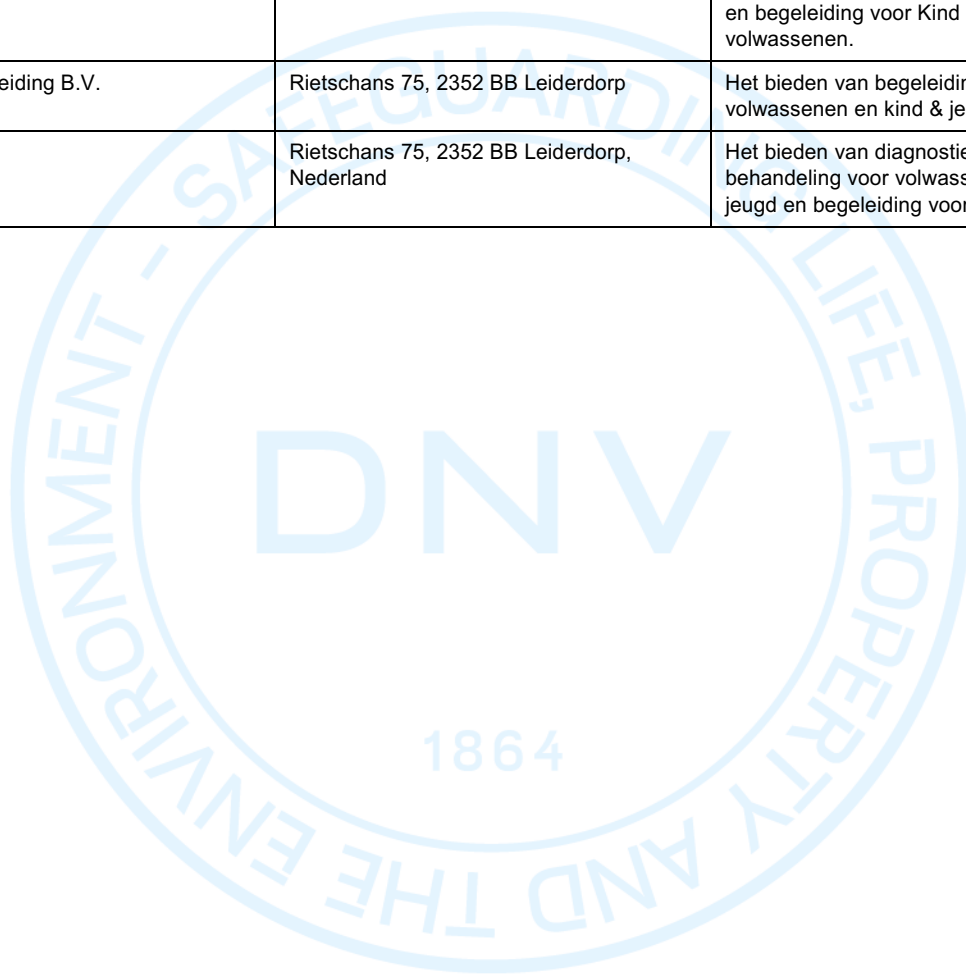 en begeleiding voor Kind
volwassenen.
eiding B.V.
Rietschans 75, 2352 BB Leiderdorp
Het bieden van begeleidin
volwassenen en kind & je
Rietschans 75, 2352 BB Leiderdorp,
Nederland
Het bieden van diagnostie
behandeling voor volwass
jeugd en begeleiding voor
SAFEGUARDING LIFE, PROPERTY AND THE ENVIRONMENT -
DNV
1864